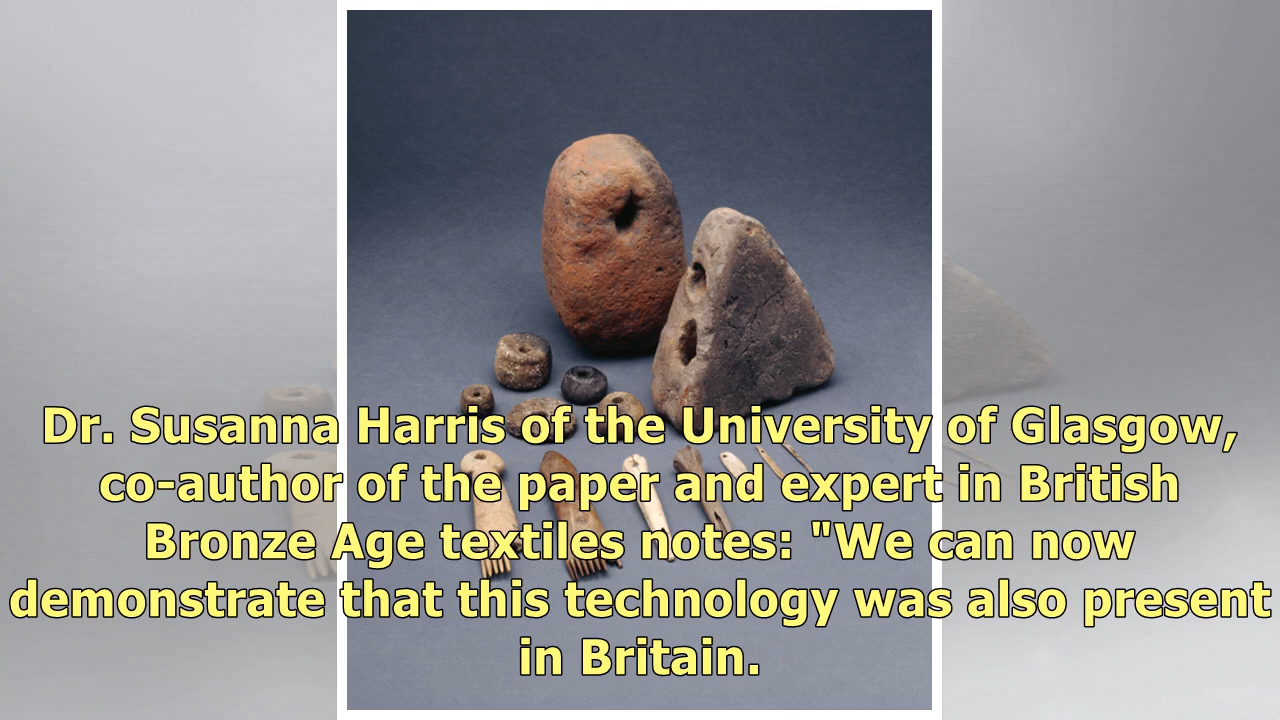 Dr. Susanna Harris of the University of Glasgow,
co-author of the paper and expert in British
Bronze Age textiles notes: "We can now
demonstrate that this technology was also present
in Britain.